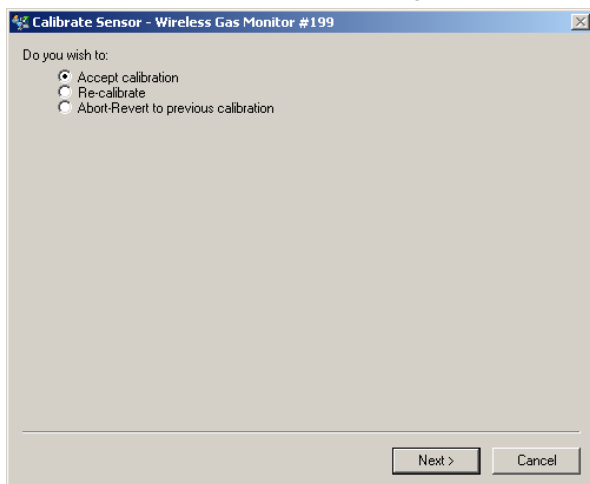 Calibrate Sensor - Wireless Gas Monitor #199
Do you wish to:
Accept calibration
Re-calibrate
Abort-Revert to previous calibration
Next >
Cancel